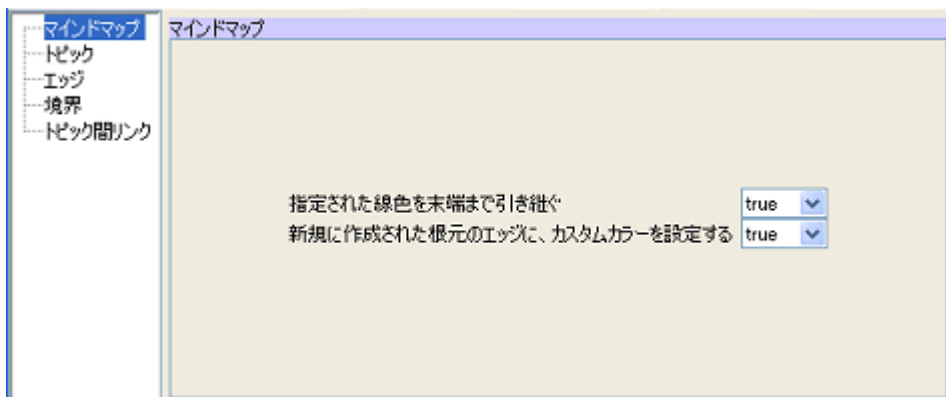 マインドマップ
トピック
エッジ
境界
トピック間リンク
マインドマップ
指定された線色を末端まで引き継ぐ true
新規に作成された根元のエッジに、カスタムカラーを設定する true